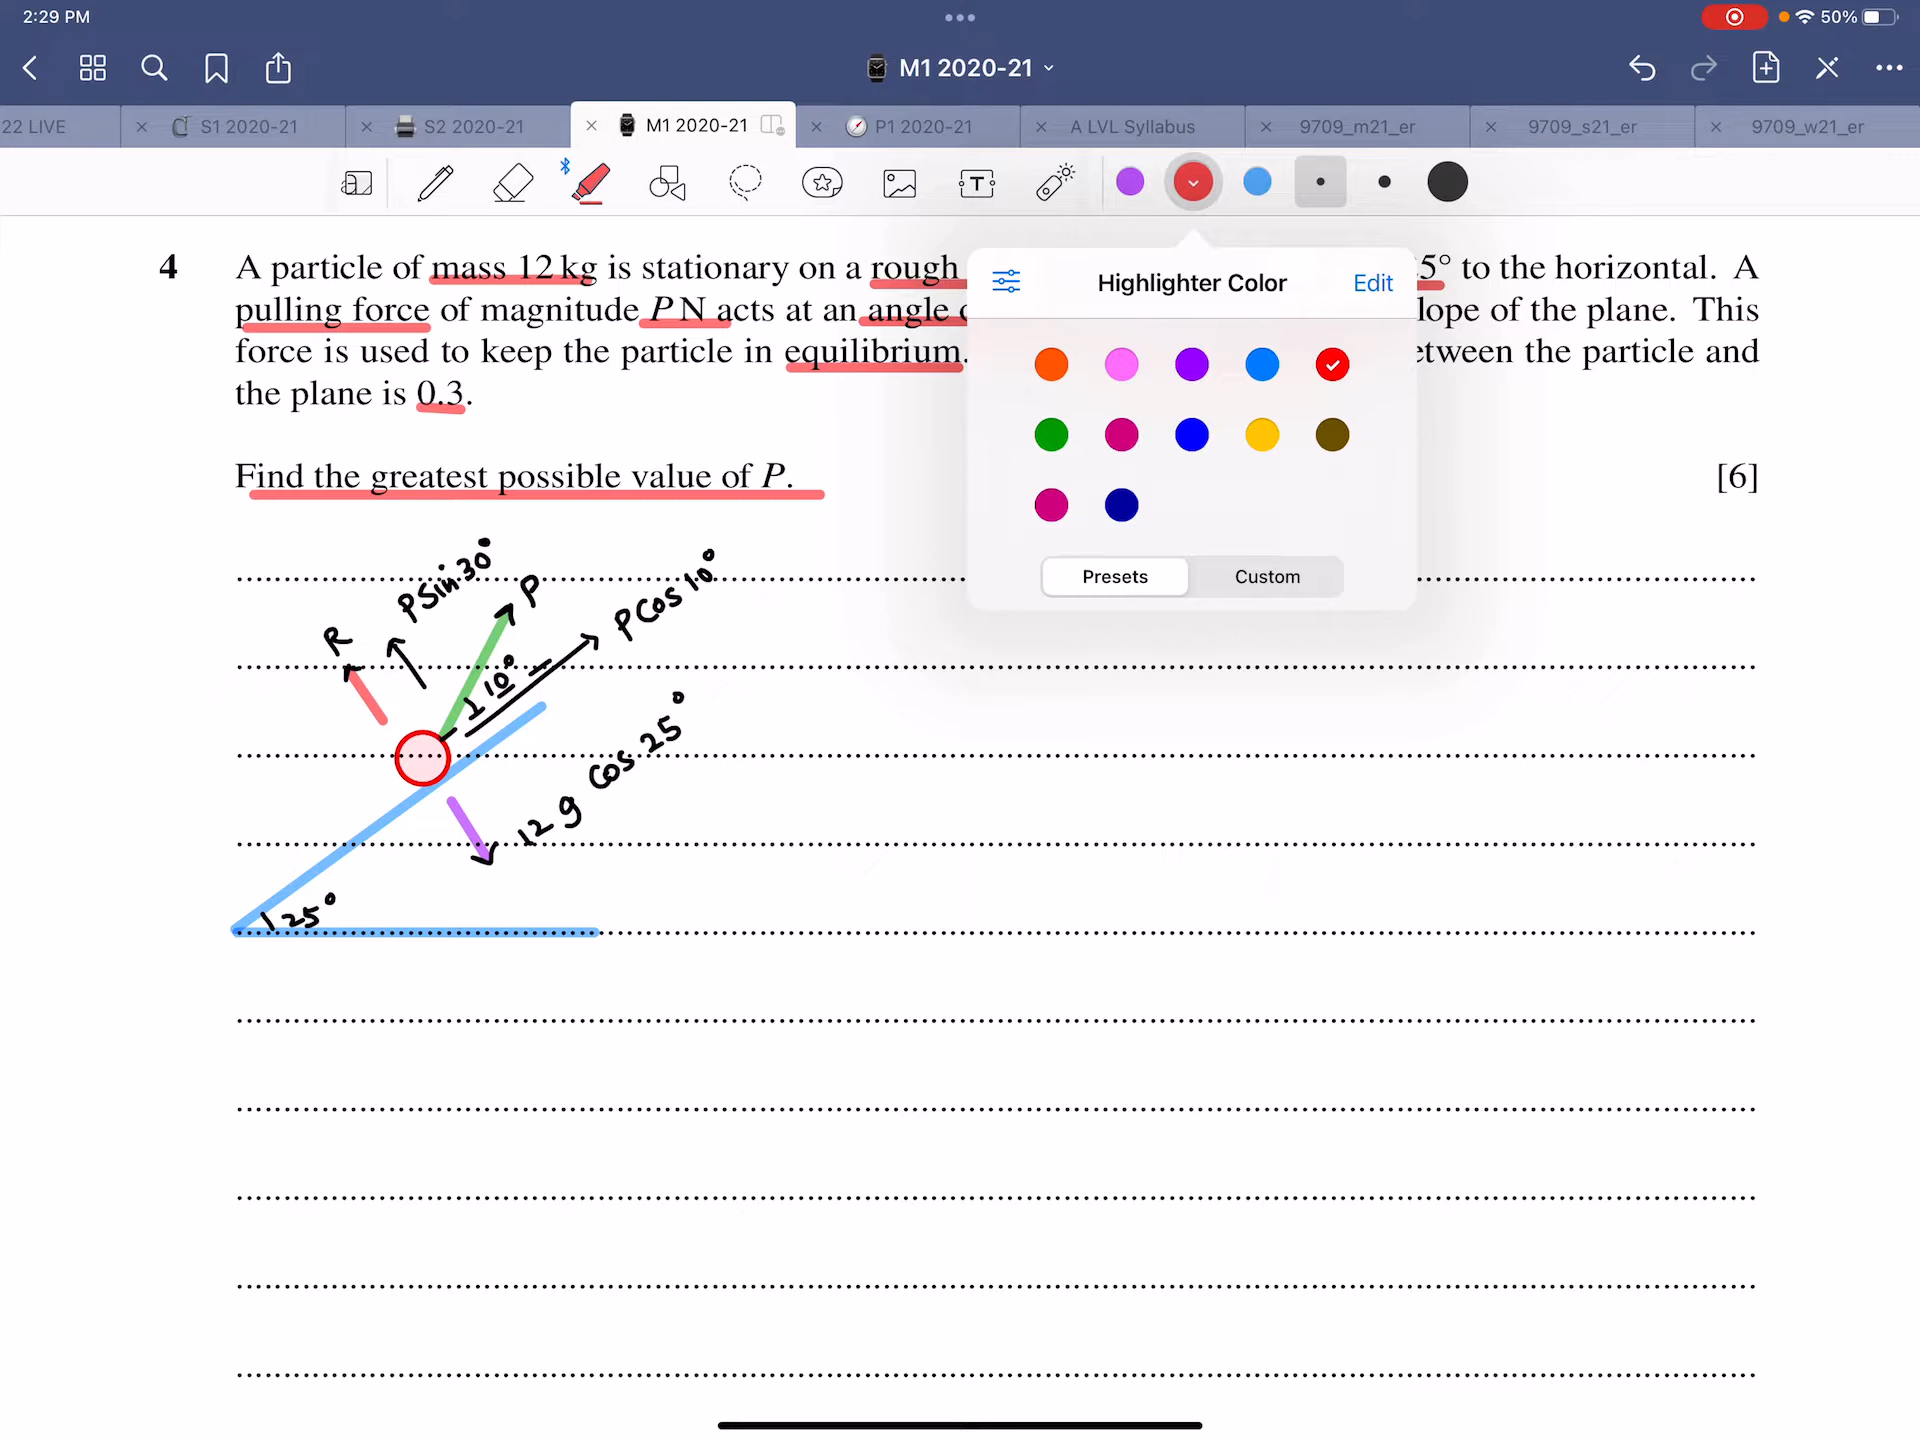 2:29 PM
50%
M1 2020-21
22 LIVE
S1 2020-21
S2 2020-21
M1 2020-21
P1 2020-21
A LVL Syllabus
9709_m21_er
9709_s21_er
9709_w21_er
T
Highlighter Color
Edit
Presets
Custom
4 A particle of mass 12 kg is stationary on a rough 5° to the horizontal. A
pulling force of magnitude P N acts at an angle lope of the plane. This
force is used to keep the particle in equilibrium. etween the particle and
the plane is 0.3.
Find the greatest possible value of P. [6]
PSin30°
P
PCos10°
R
10°
12g Cos25°
25°